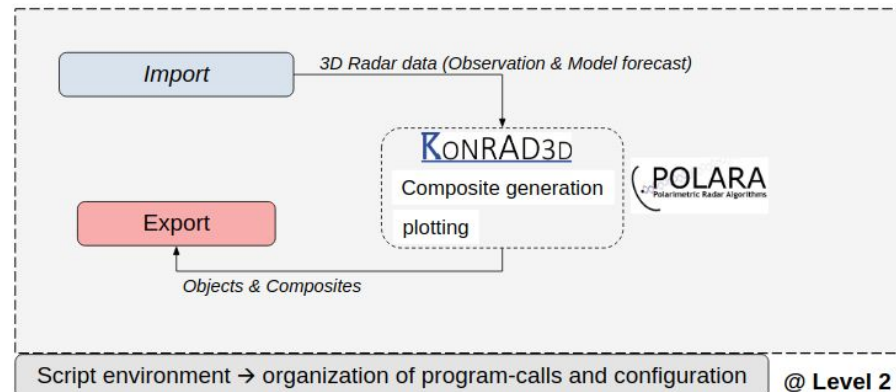 Import
3D Radar data (Observation & Model forecast)
KONRAD3D
Composite generation
plotting
POLARA
Polarimetric Radar Algorithms
Export
Objects & Composites
Script environment → organization of program-calls and configuration
@ Level 2